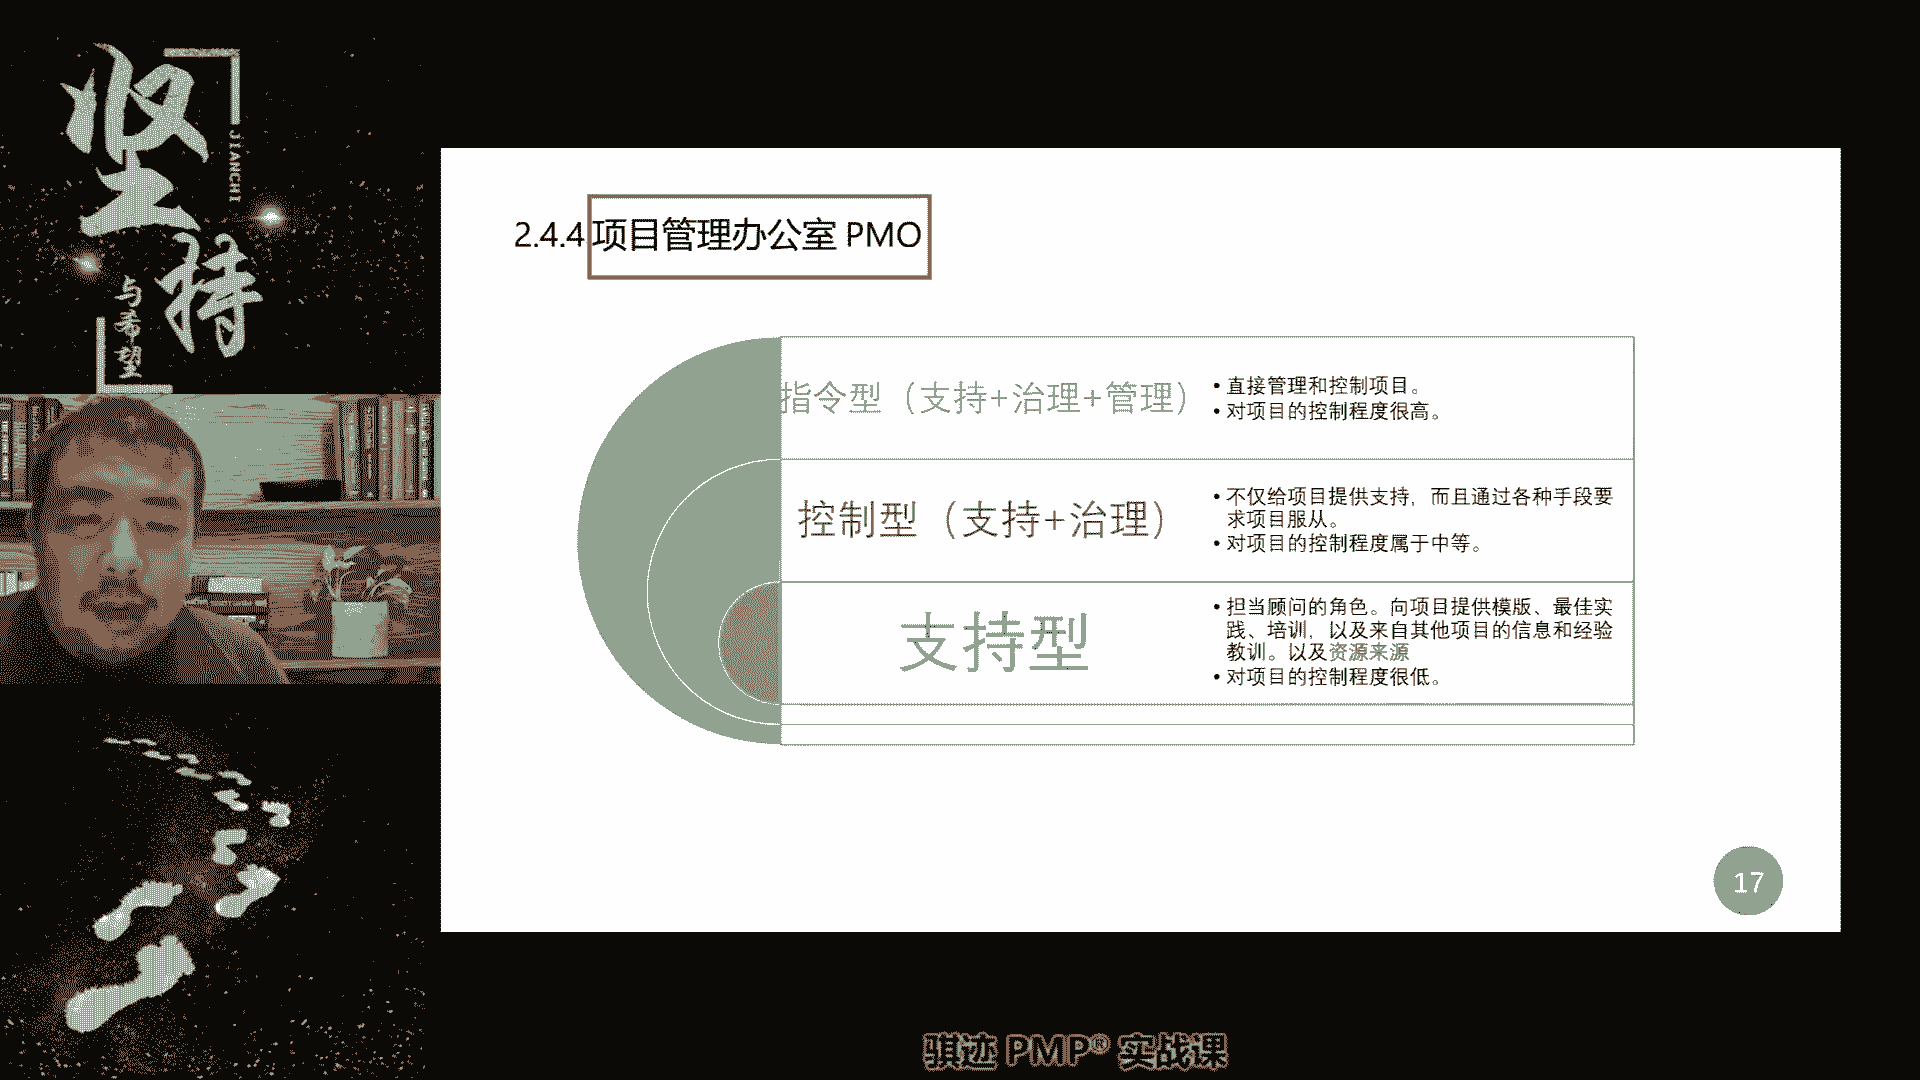 坚持
JIANCHI
与希望
2.4.4 项目管理办公室 PMO
指令型（支持+治理+管理）
• 直接管理和控制项目。
• 对项目的控制程度很高。
控制型（支持+治理）
• 不仅给项目提供支持，而且通过各种手段要
求项目服从。
• 对项目的控制程度属于中等。
支持型
• 担当顾问的角色。向项目提供模版、最佳实
践、培训，以及来自其他项目的信息和经验
教训。以及资源来源
• 对项目的控制程度很低。
17
骐迹 PMP® 实战课